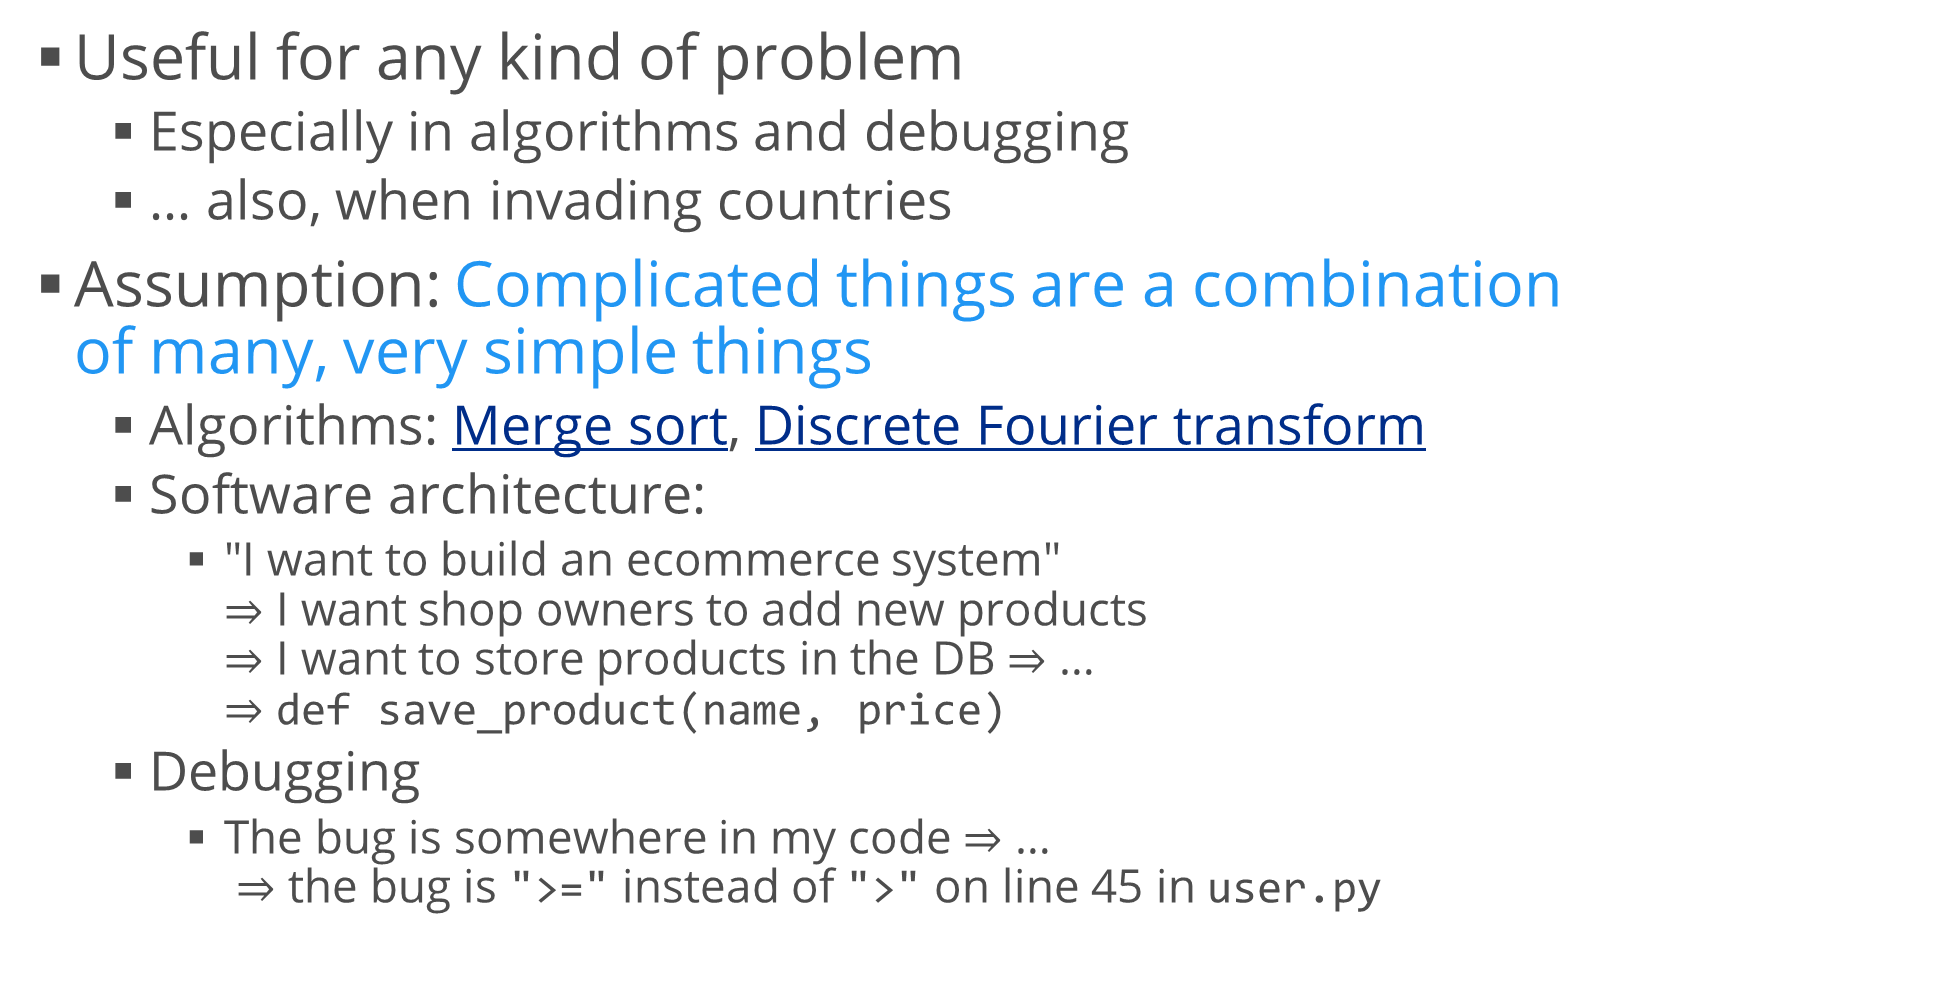 ▪ Useful for any kind of problem
▪ Especially in algorithms and debugging
▪ … also, when invading countries
▪ Assumption: Complicated things are a combination
of many, very simple things
▪ Algorithms: Merge sort, Discrete Fourier transform
▪ Software architecture:
▪ "I want to build an ecommerce system"
⇒ I want shop owners to add new products
⇒ I want to store products in the DB ⇒ …
⇒ def save_product(name, price)
▪ Debugging
▪ The bug is somewhere in my code ⇒ …
⇒ the bug is ">=" instead of ">" on line 45 in user.py